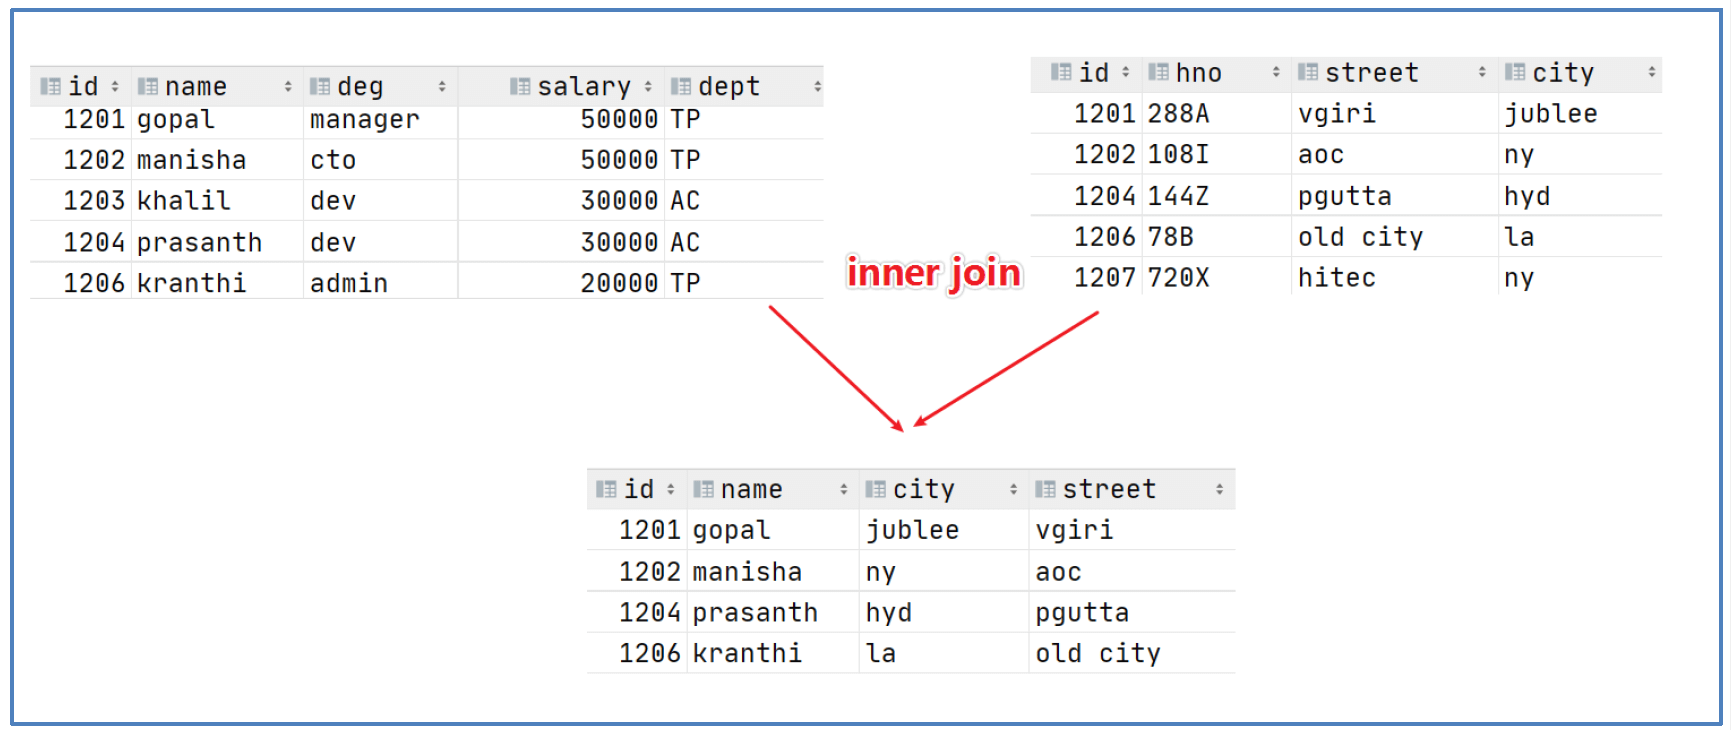 id name deg salary dept
1201 gopal manager 50000 TP
1202 manisha cto 50000 TP
1203 khalil dev 30000 AC
1204 prasanth dev 30000 AC
1206 kranthi admin 20000 TP
id hno street city
1201 288A vgiri jublee
1202 108I aoc ny
1204 144Z pgutta hyd
1206 78B old city la
1207 720X hitec ny
inner join
id name city street
1201 gopal jublee vgiri
1202 manisha ny aoc
1204 prasanth hyd pgutta
1206 kranthi la old city